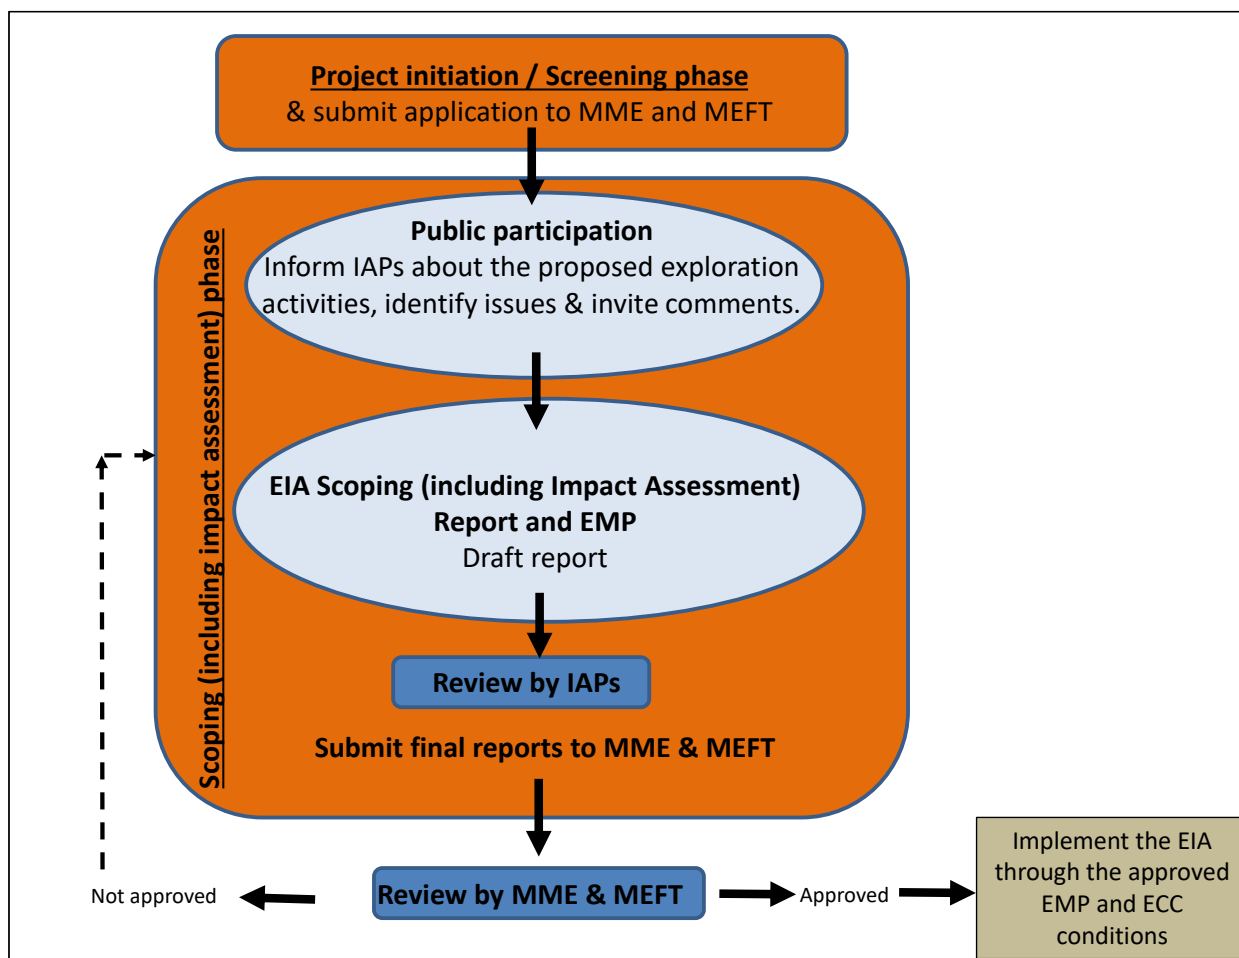 Project initiation / Screening phase
& submit application to MME and MEFT
Scoping (including impact assessment) phase
Public participation
Inform IAPs about the proposed exploration
activities, identify issues & invite comments.
EIA Scoping (including Impact Assessment)
Report and EMP
Draft report
Review by IAPs
Submit final reports to MME & MEFT
Not approved
Review by MME & MEFT
Approved
Implement the EIA
through the approved
EMP and ECC
conditions